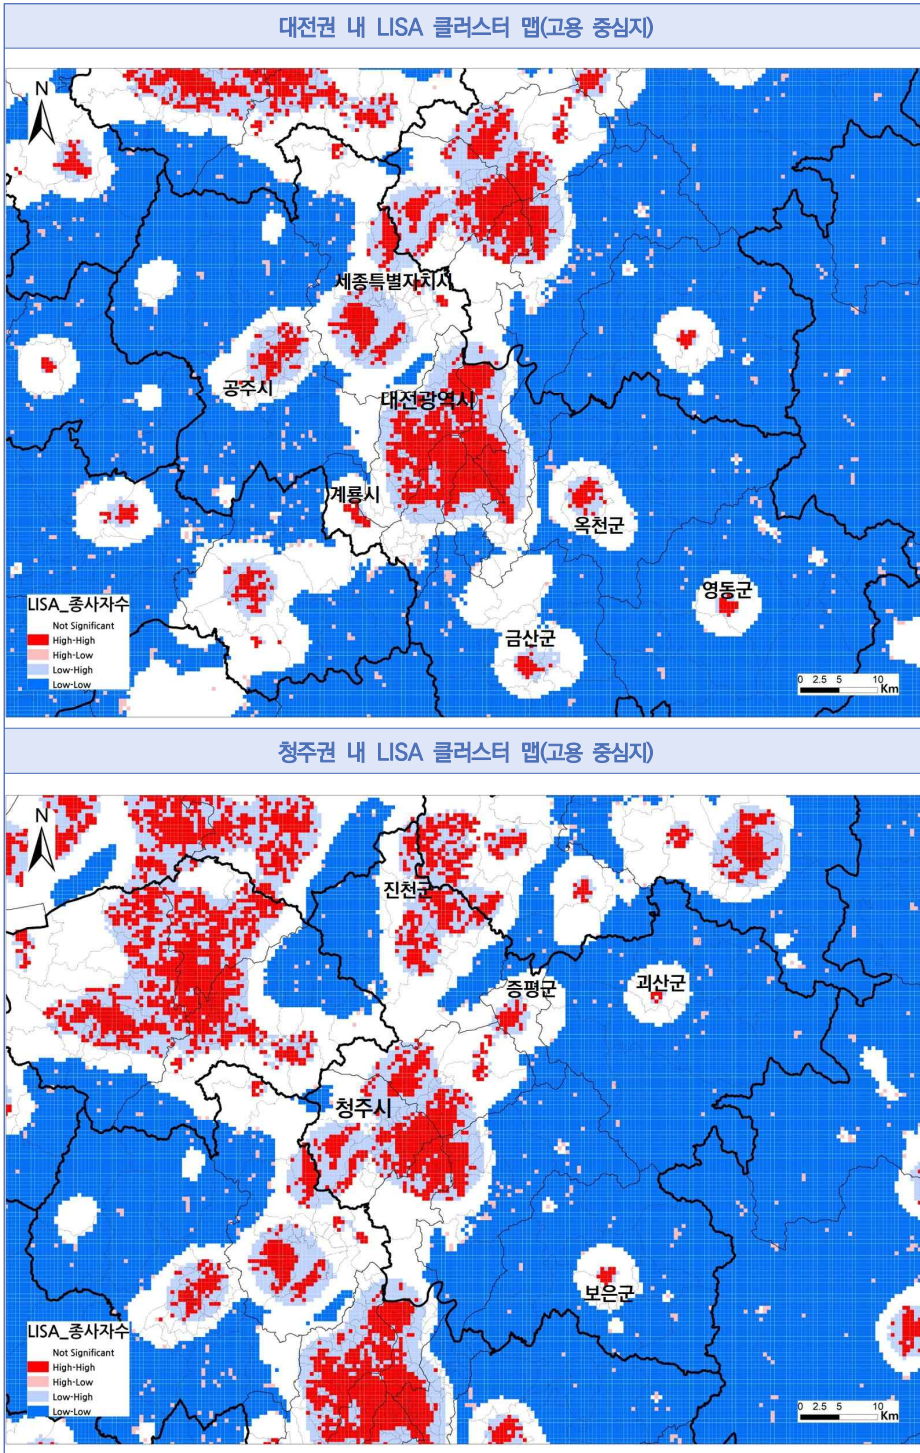 대전권 내 LISA 클러스터 맵(고용 중심지)
N
세종특별자치시
공주시
대전광역시
계룡시
옥천군
영동군
금산군
LISA_종사자수
Not Significant
High-High
High-Low
Low-High
Low-Low
0 2.5 5 10
Km
청주권 내 LISA 클러스터 맵(고용 중심지)
N
진천군
증평군
괴산군
청주시
보은군
LISA_종사자수
Not Significant
High-High
High-Low
Low-High
Low-Low
0 2.5 5 10
Km